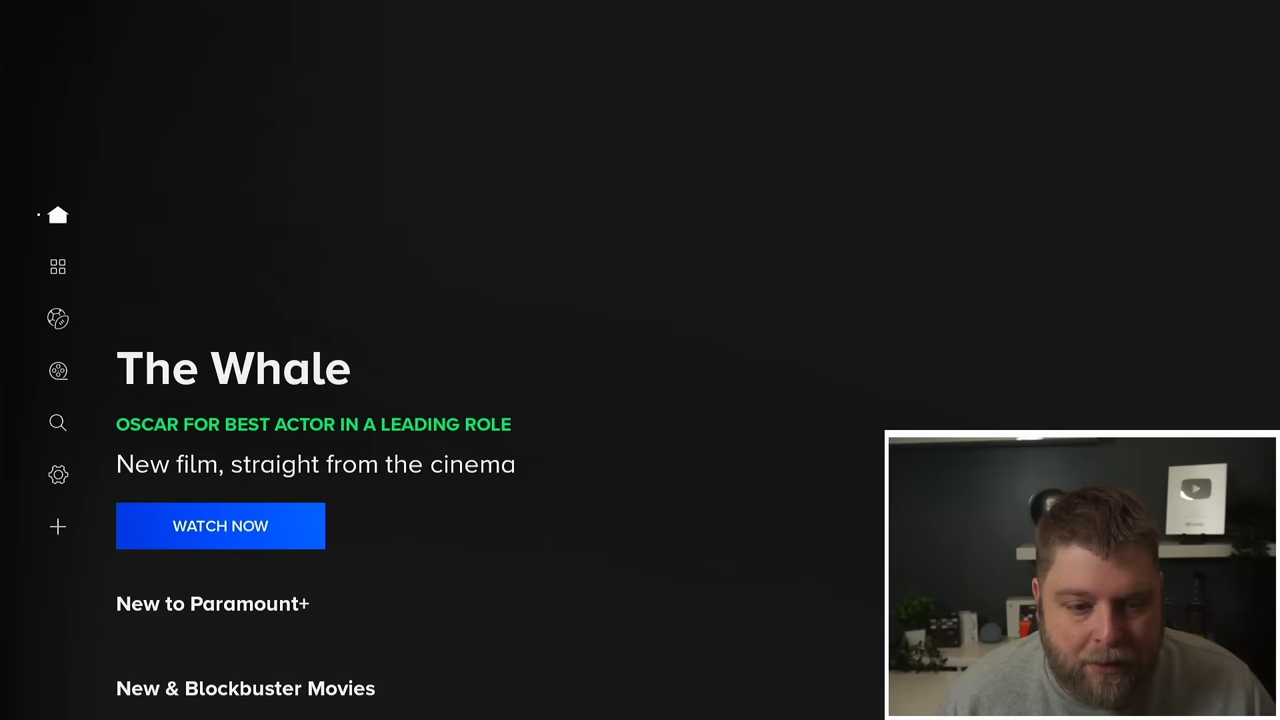 The Whale
OSCAR FOR BEST ACTOR IN A LEADING ROLE
New film, straight from the cinema
WATCH NOW
New to Paramount+
New & Blockbuster Movies